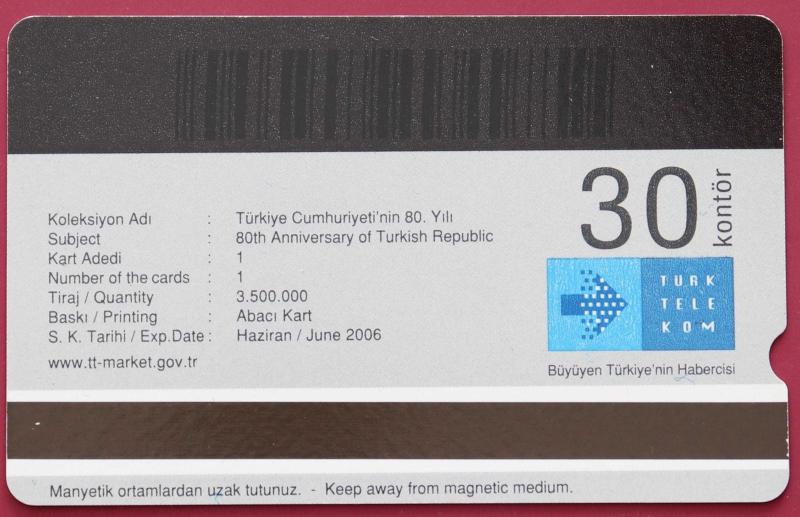 30
kontör
Koleksiyon Adı : Türkiye Cumhuriyeti'nin 80. Yılı
Subject : 80th Anniversary of Turkish Republic
Kart Adedi : 1
Number of the cards : 1
Tiraj / Quantity : 3.500.000
Baskı / Printing : Abacı Kart
S. K. Tarihi / Exp.Date : Haziran / June 2006
www.tt-market.gov.tr
TÜRK
TELE
KOM
Büyüyen Türkiye'nin Habercisi
Manyetik ortamlardan uzak tutunuz. - Keep away from magnetic medium.